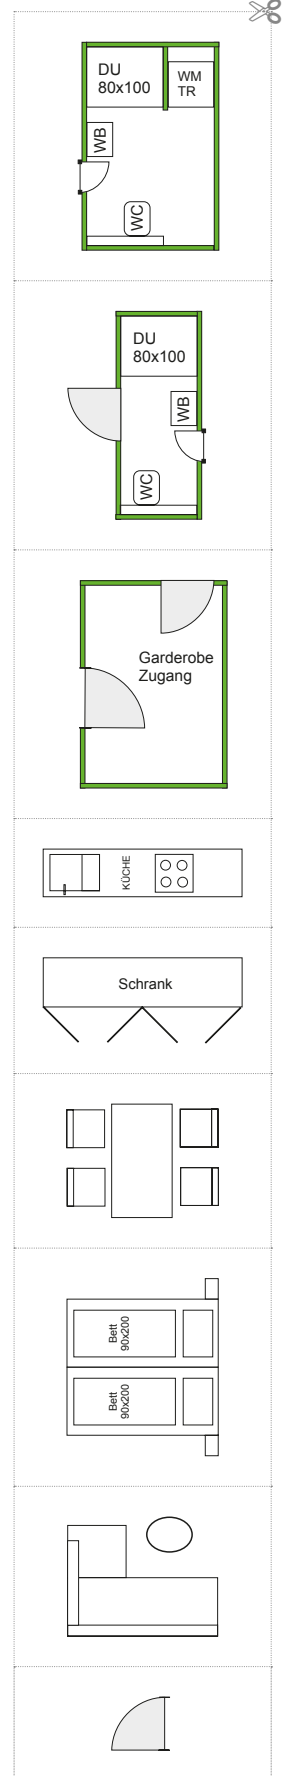 DU
80x100
WM
TR
WB
WC
DU
80x100
WB
WC
Garderobe
Zugang
KÜCHE
Schrank
Bett
90x200
Bett
90x200